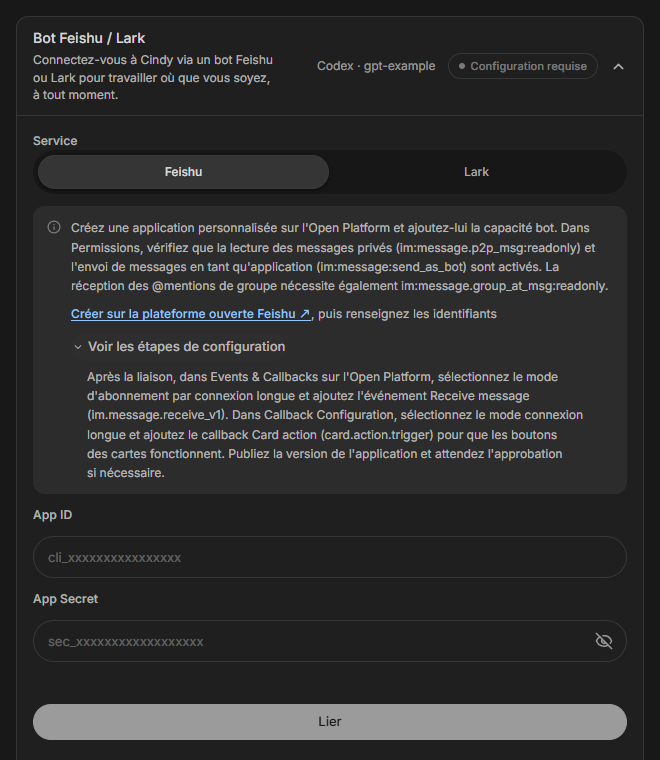 Bot Feishu / Lark
Connectez-vous à Cindy via un bot Feishu
ou Lark pour travailler où que vous soyez,
à tout moment.
Codex · gpt-example
Configuration requise
Service
Feishu
Lark
Créez une application personnalisée sur l'Open Platform et ajoutez-lui la capacité bot. Dans
Permissions, vérifiez que la lecture des messages privés (im:message.p2p_msg:readonly) et
l'envoi de messages en tant qu'application (im:message:send_as_bot) sont activés. La
réception des @mentions de groupe nécessite également im:message.group_at_msg:readonly.
Créer sur la plateforme ouverte Feishu ↗, puis renseignez les identifiants
Voir les étapes de configuration
Après la liaison, dans Events & Callbacks sur l'Open Platform, sélectionnez le mode
d'abonnement par connexion longue et ajoutez l'événement Receive message
(im.message.receive_v1). Dans Callback Configuration, sélectionnez le mode connexion
longue et ajoutez le callback Card action (card.action.trigger) pour que les boutons
des cartes fonctionnent. Publiez la version de l'application et attendez l'approbation
si nécessaire.
App ID
cli_xxxxxxxxxxxxxxxx
App Secret
sec_xxxxxxxxxxxxxxxxxx
Lier